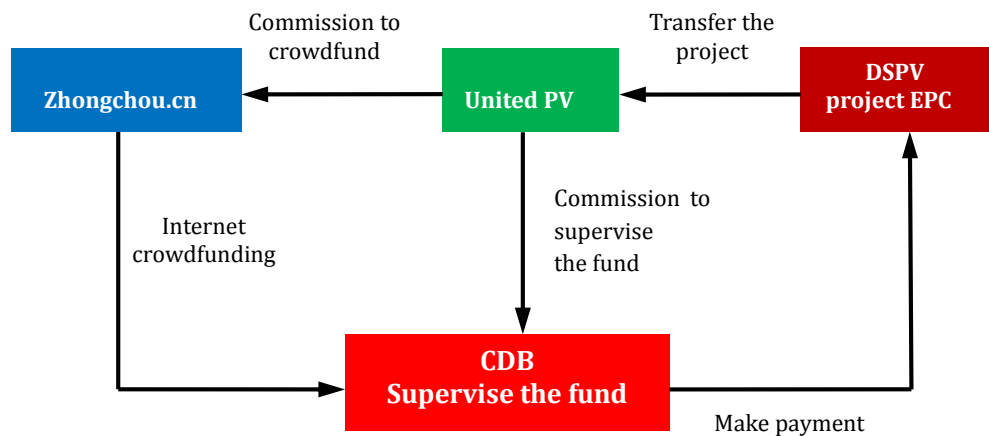 Commission to
crowdfund
Transfer the
project
Zhongchou.cn
United PV
DSPV
project EPC
Internet
crowdfunding
Commission to
supervise
the fund
CDB
Supervise the fund
Make payment